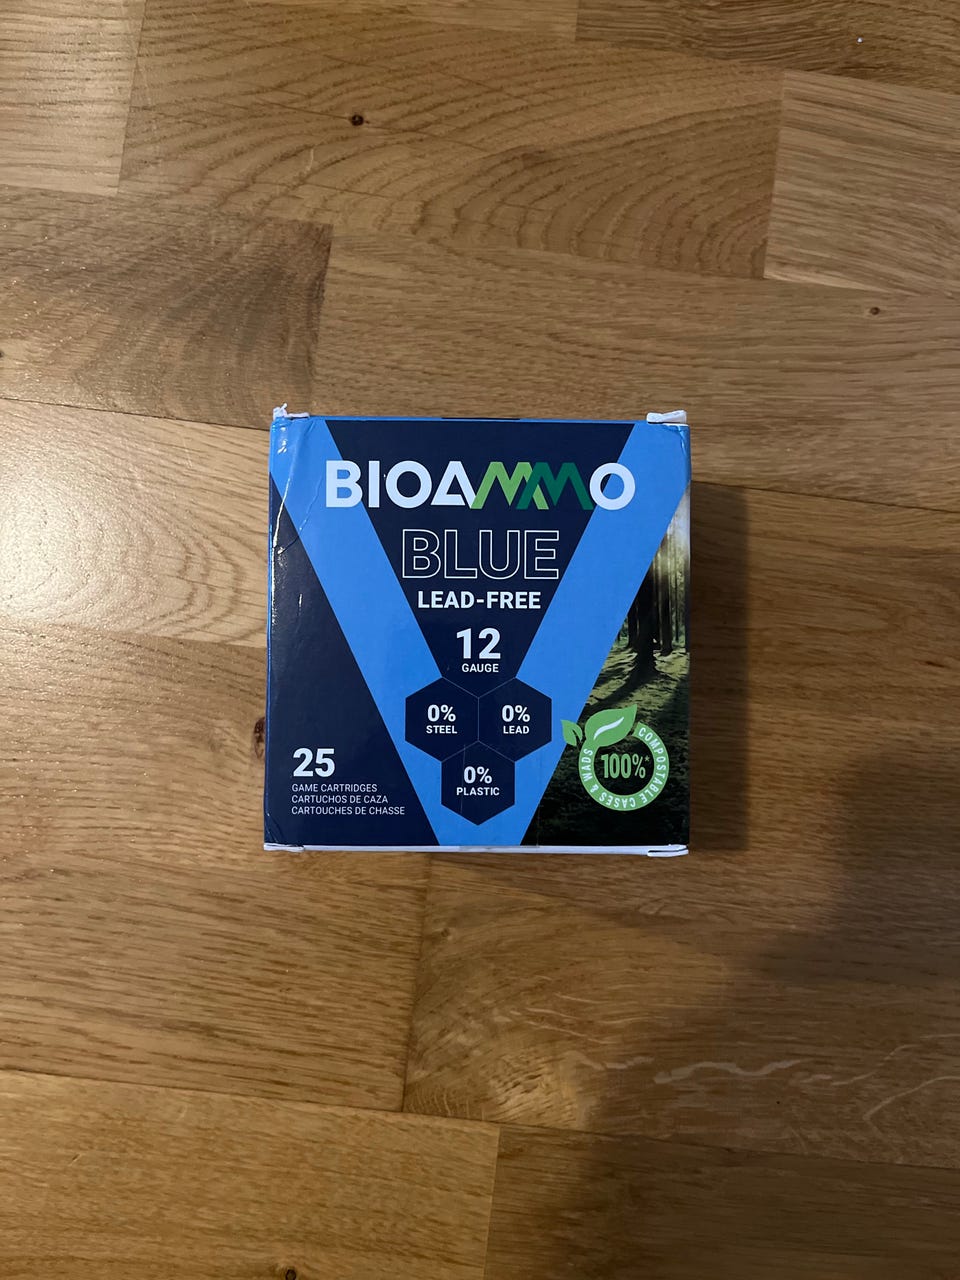 BIOAMMO
BLUE
LEAD-FREE
12
GAUGE
0%
STEEL
0%
LEAD
0%
PLASTIC
25
GAME CARTRIDGES
CARTUCHOS DE CAZA
CARTOUCHES DE CHASSE
100%*
COMPOSTABLE CASES & WADS